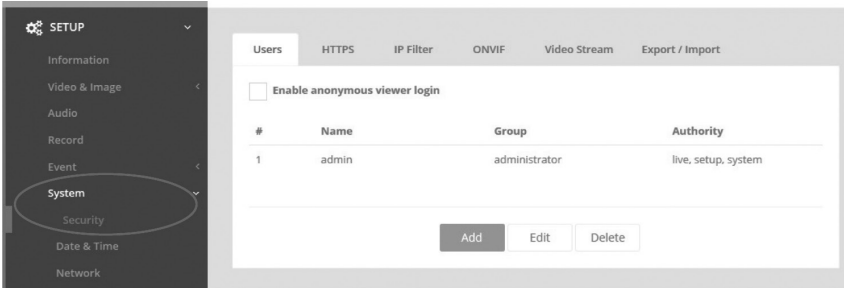 SETUP
Information
Video & Image
Audio
Record
Event
System
Security
Date & Time
Network
Users HTTPS IP Filter ONVIF Video Stream Export / Import
Enable anonymous viewer login
# Name Group Authority
1 admin administrator live, setup, system
Add Edit Delete